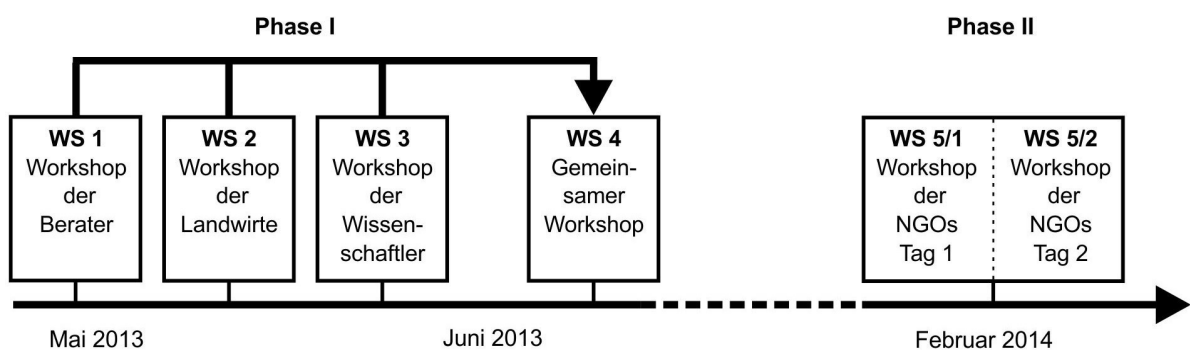 Phase I
Phase II
WS 1
Workshop
der
Berater
WS 2
Workshop
der
Landwirte
WS 3
Workshop
der
Wissen-
schaftler
WS 4
Gemein-
samer
Workshop
WS 5/1
Workshop
der
NGOs
Tag 1
WS 5/2
Workshop
der
NGOs
Tag 2
Mai 2013
Juni 2013
Februar 2014